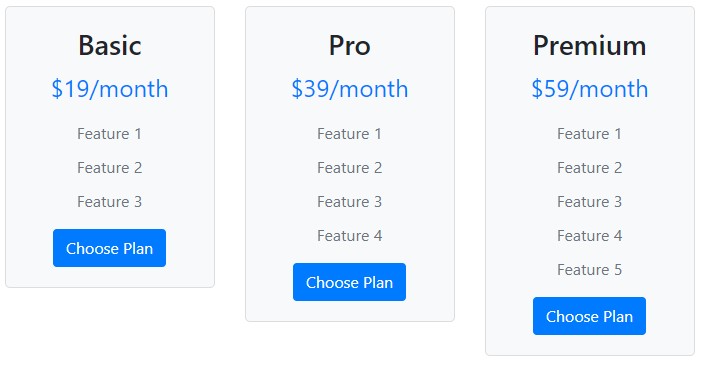 Basic
$19/month
Feature 1
Feature 2
Feature 3
Choose Plan
Pro
$39/month
Feature 1
Feature 2
Feature 3
Feature 4
Choose Plan
Premium
$59/month
Feature 1
Feature 2
Feature 3
Feature 4
Feature 5
Choose Plan